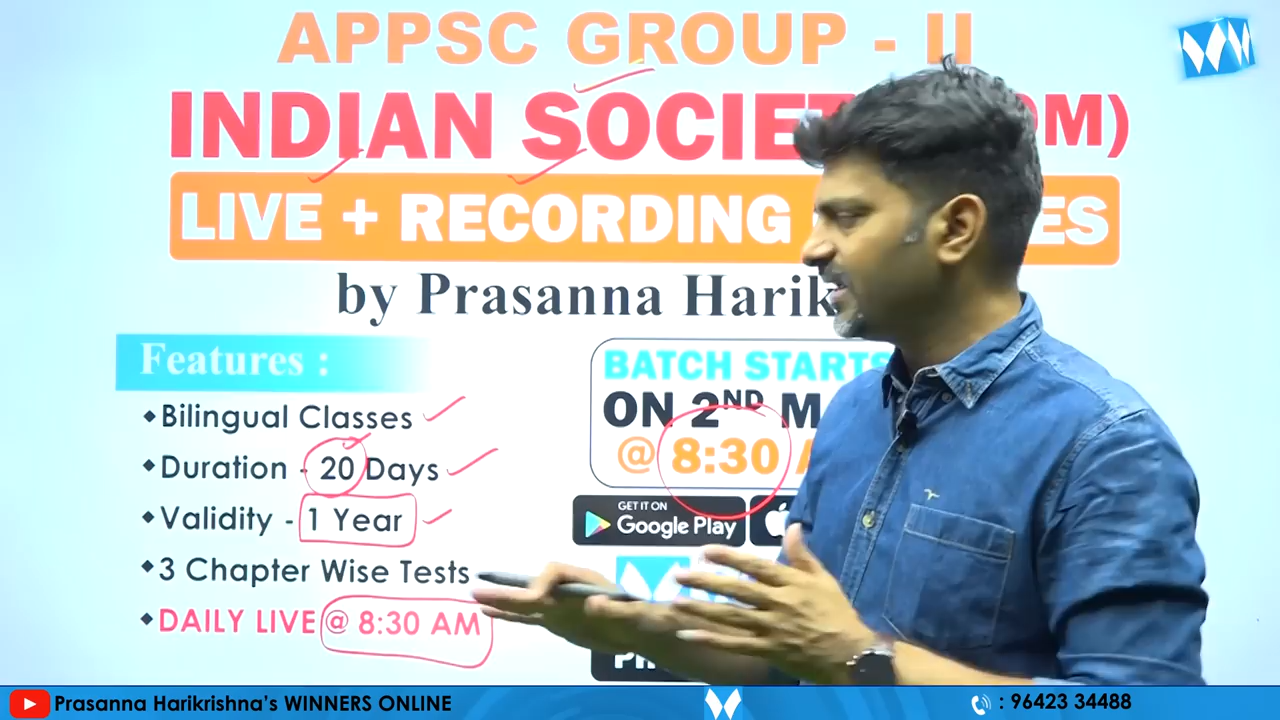 APPSC GROUP - II
INDIAN
LIVE + RECORDING
by Prasanna
Features :
BATCH STARTS
◆Bilingual Classes
ON 2ND
◆Duration - 20 Days
@ 8:30
◆Validity - 1 Year
GET IT ON
Google Play
◆3 Chapter Wise Tests
◆DAILY LIVE @ 8:30 AM
Prasanna Harikrishna's WINNERS ONLINE
: 96423 34488